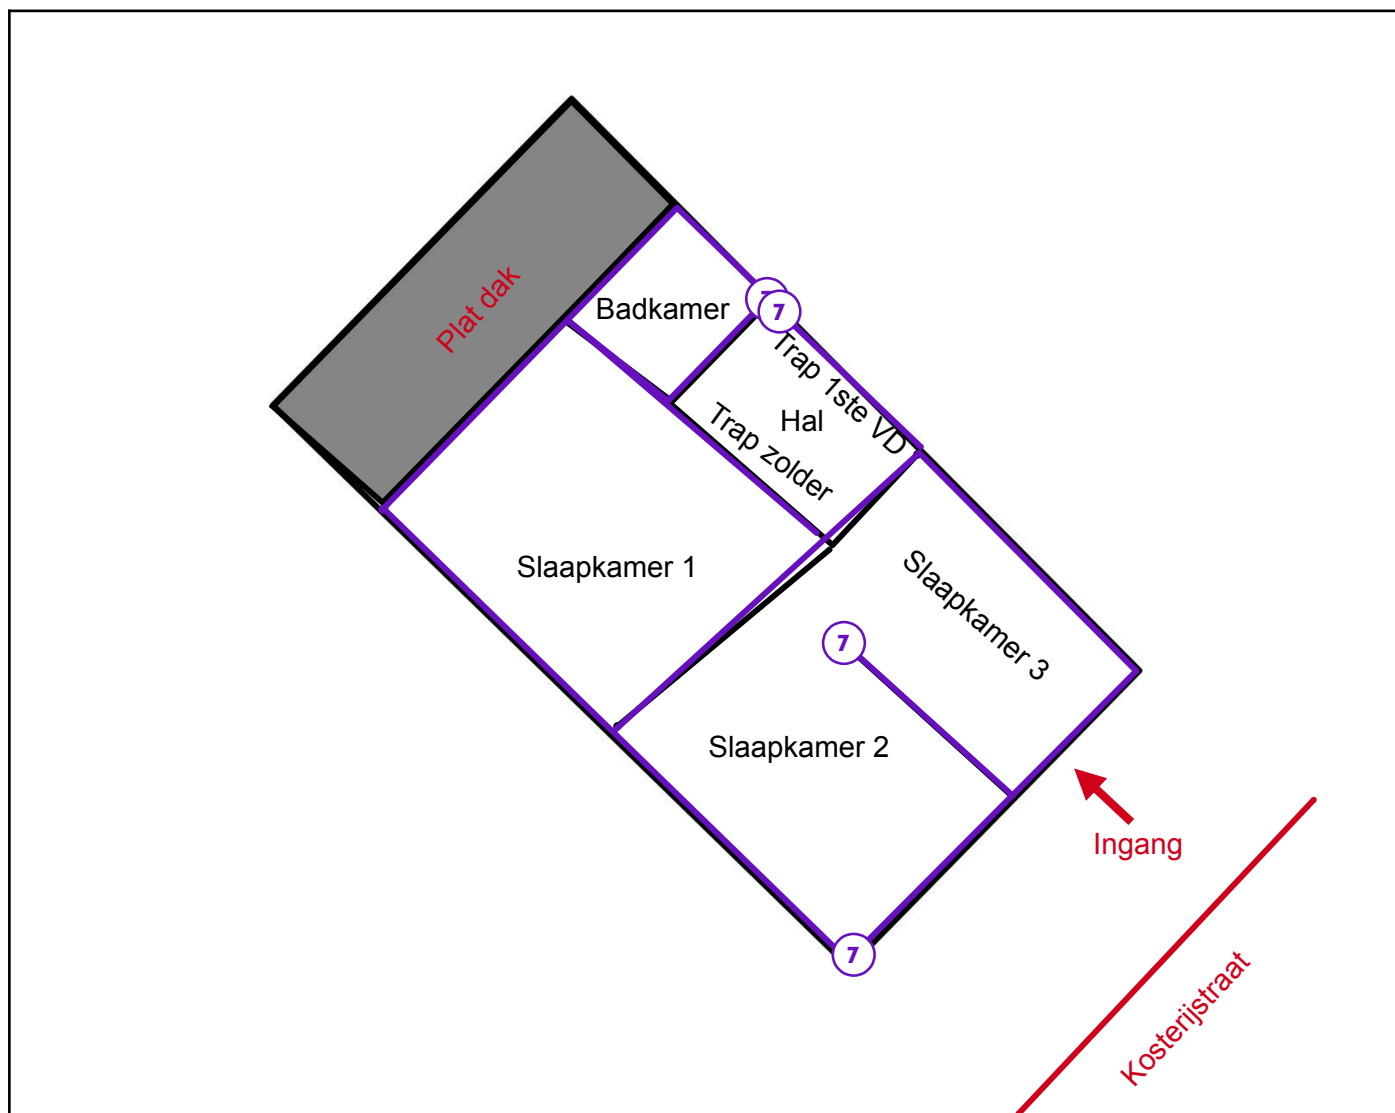 Plat dak
Badkamer
7
7
Trap 1ste VD
Hal
Trap zolder
Slaapkamer 1
Slaapkamer 3
7
Slaapkamer 2
Ingang
7
Kosterijstraat